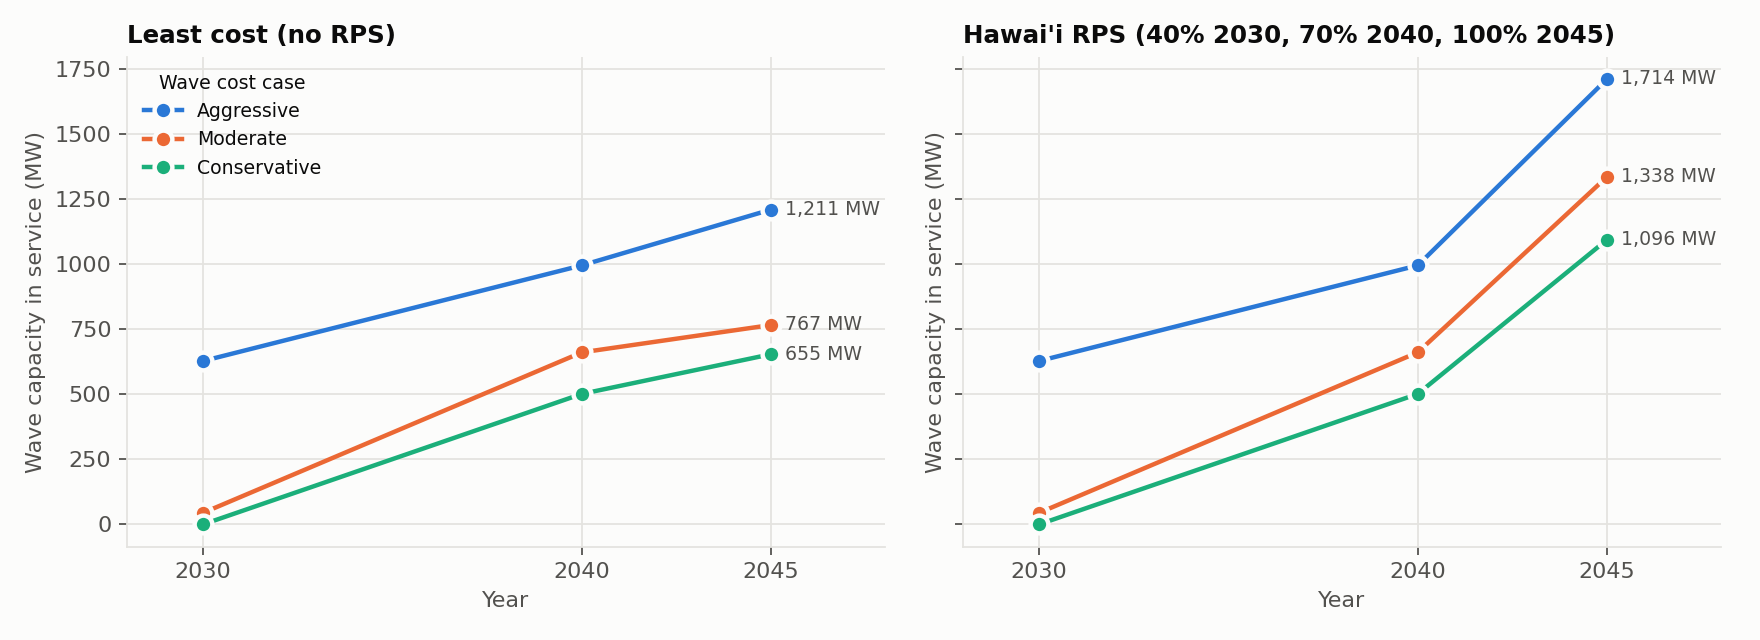 Least cost (no RPS)
Wave capacity in service (MW)
1750
1500
1250
1000
750
500
250
0
Wave cost case
Aggressive
Moderate
Conservative
1,211 MW
767 MW
655 MW
2030
2040
2045
Year
Hawai'i RPS (40% 2030, 70% 2040, 100% 2045)
Wave capacity in service (MW)
1,714 MW
1,338 MW
1,096 MW
2030
2040
2045
Year